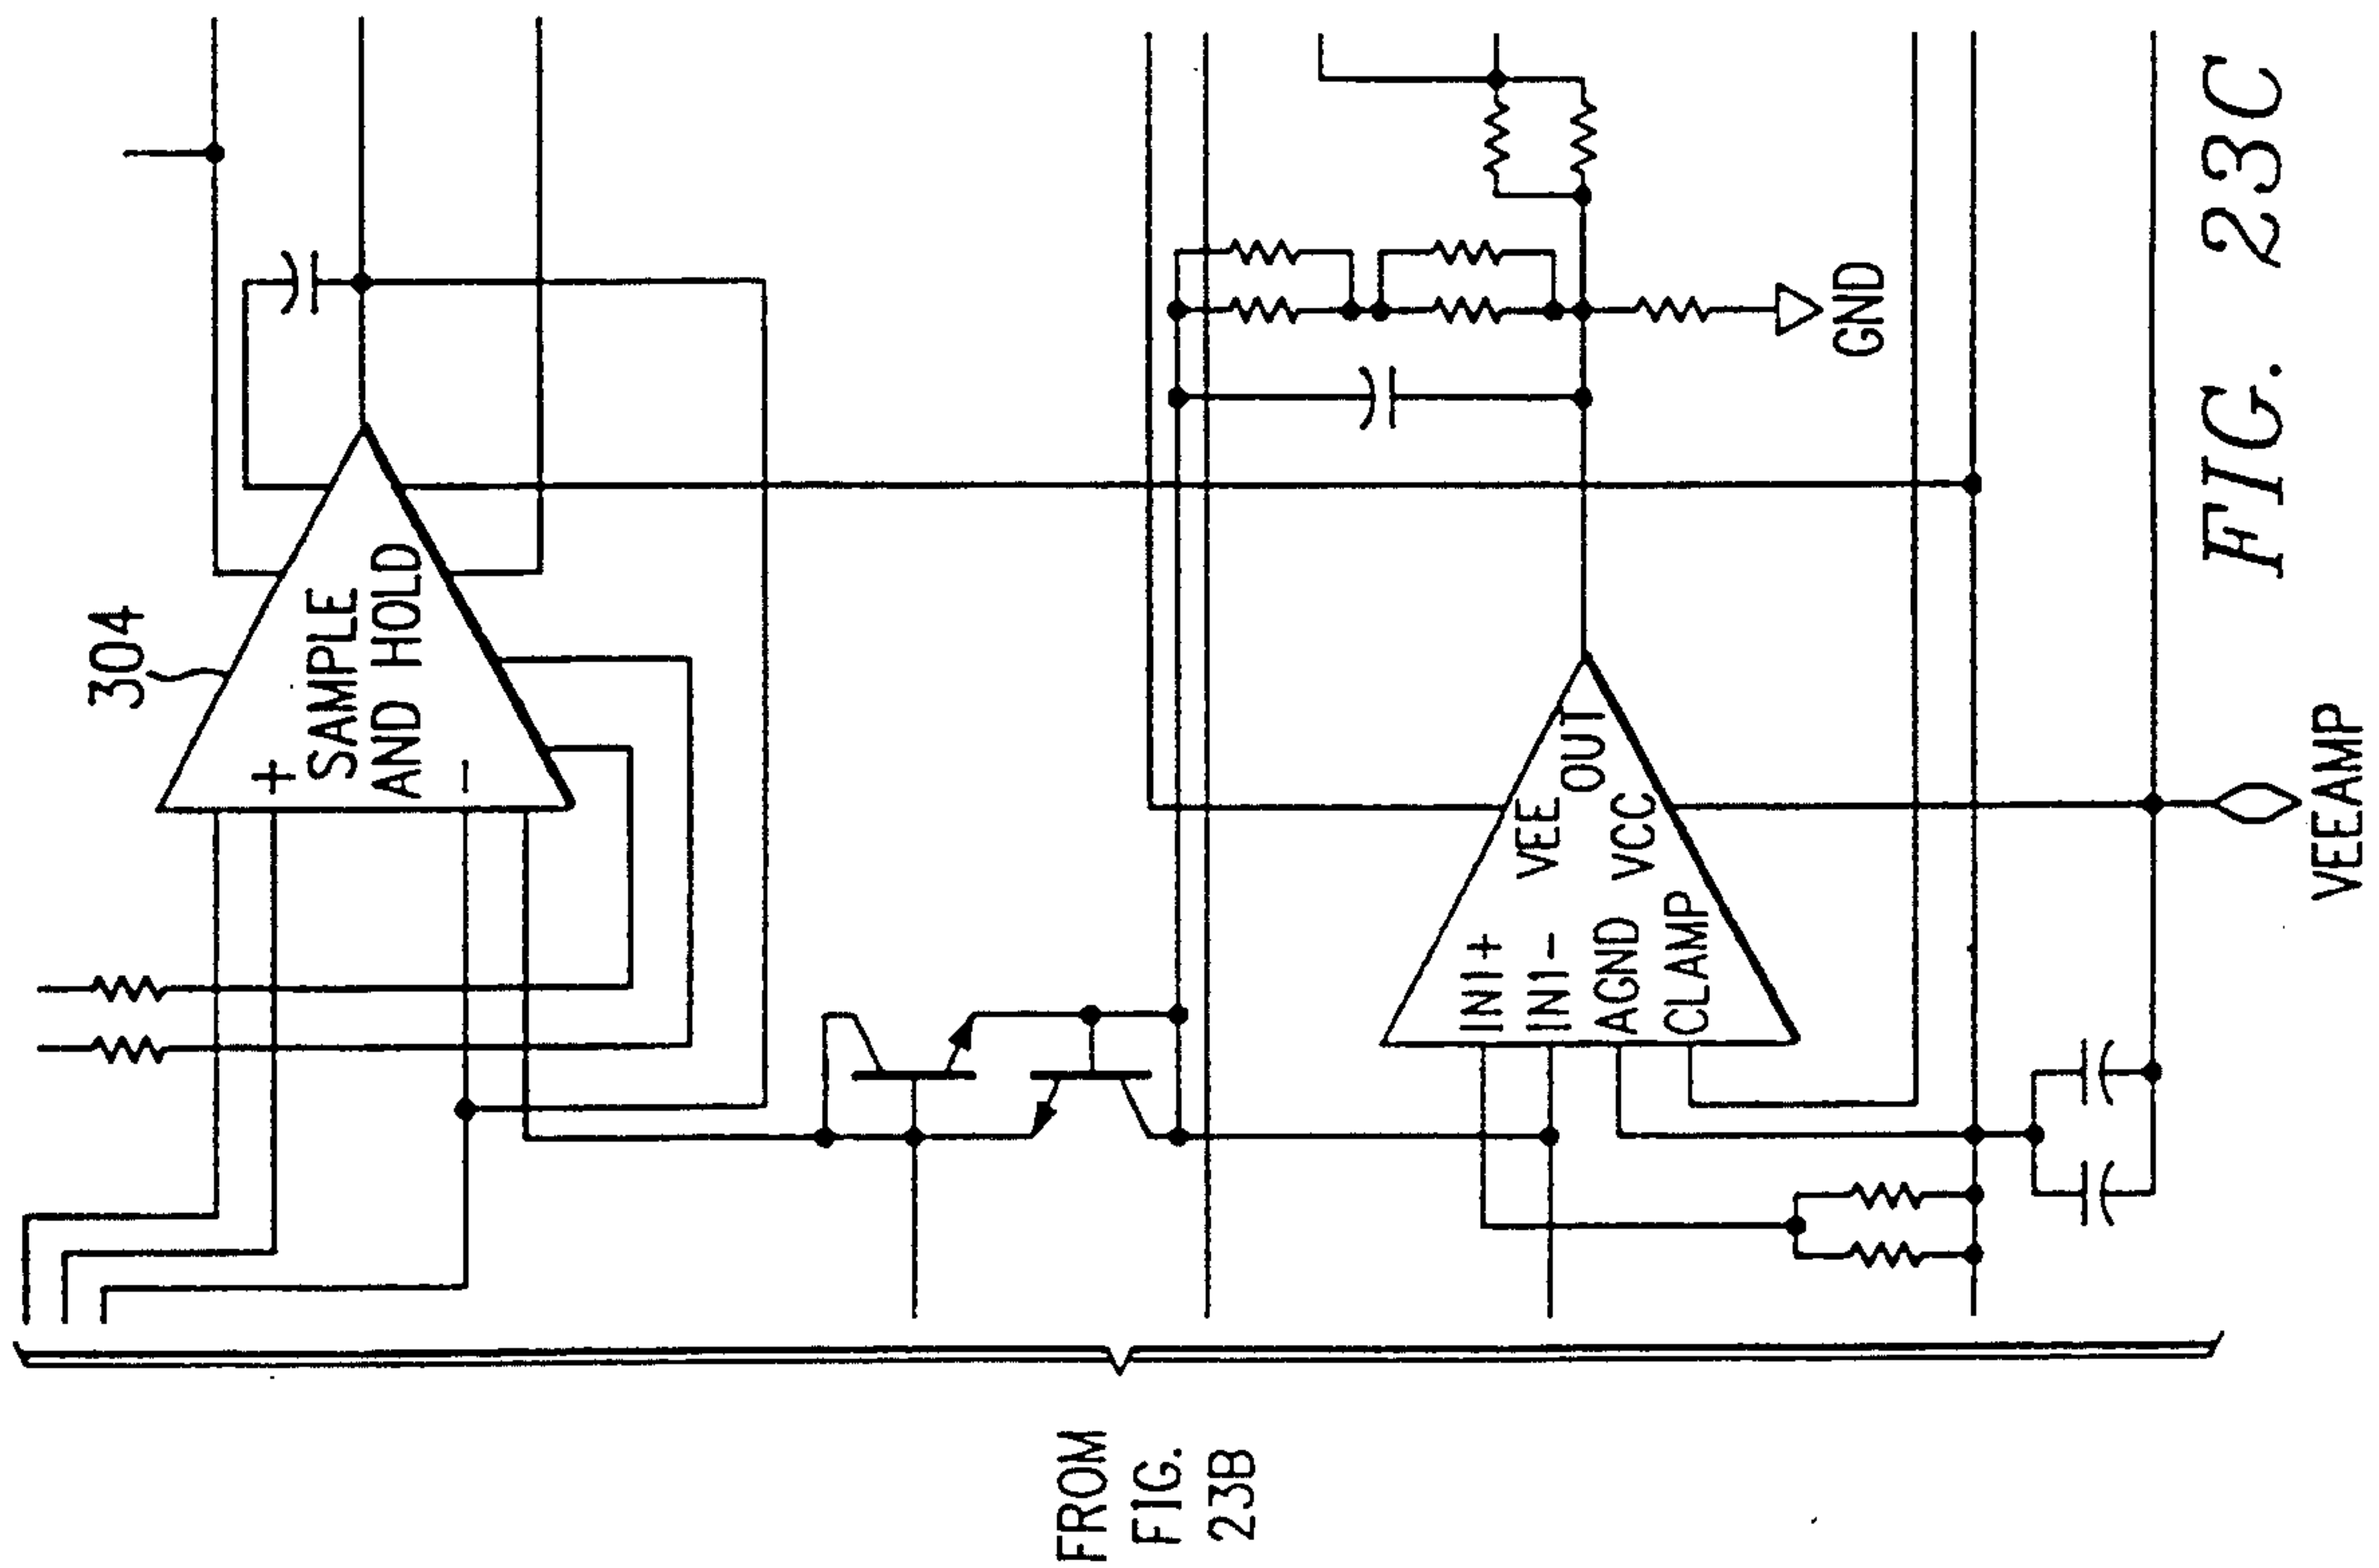 304
+
SAMPLE
AND HOLD
-
FROM
FIG.
23B
IN1+
IN1-
AGND
CLAMP
VEE
OUT
VCC
GND
VEEAMP
FIG. 23C